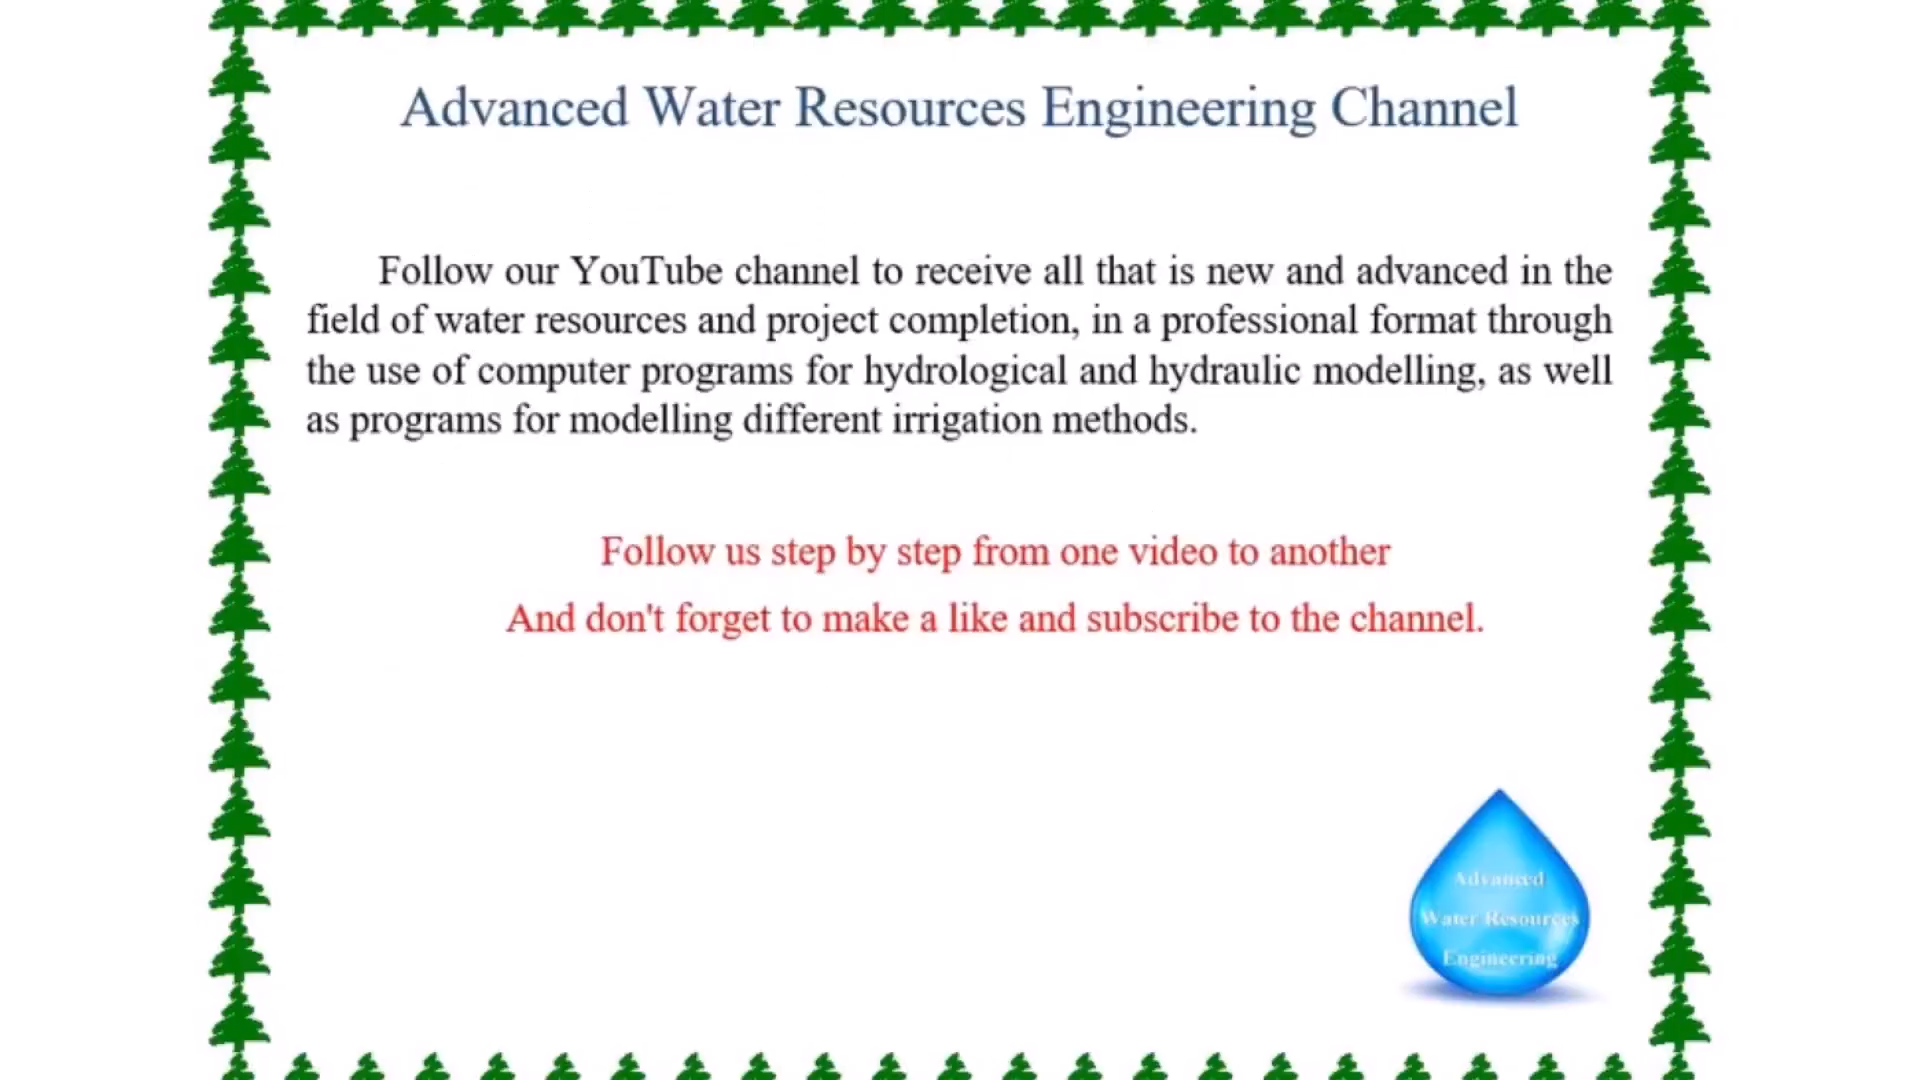 Advanced Water Resources Engineering Channel
Follow our YouTube channel to receive all that is new and advanced in the
field of water resources and project completion, in a professional format through
the use of computer programs for hydrological and hydraulic modelling, as well
as programs for modelling different irrigation methods.
Follow us step by step from one video to another
And don't forget to make a like and subscribe to the channel.
Advanced
Water Resources
Engineering